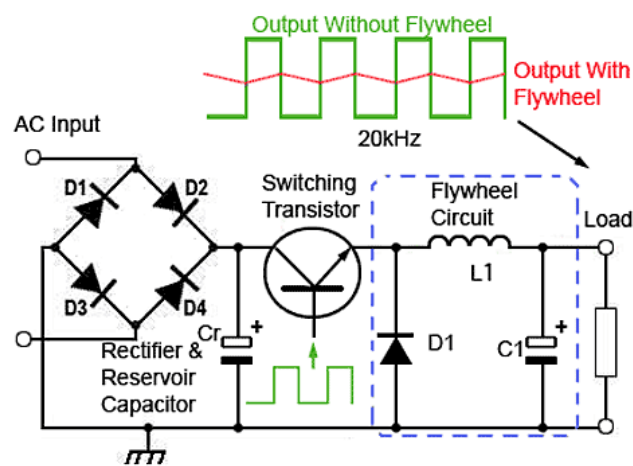 Output Without Flywheel
Output With
Flywheel
20kHz
AC Input
D1
D2
Switching
Transistor
Flywheel
Circuit
Load
L1
D3
D4
Cr
+
D1
C1
+
Rectifier &
Reservoir
Capacitor